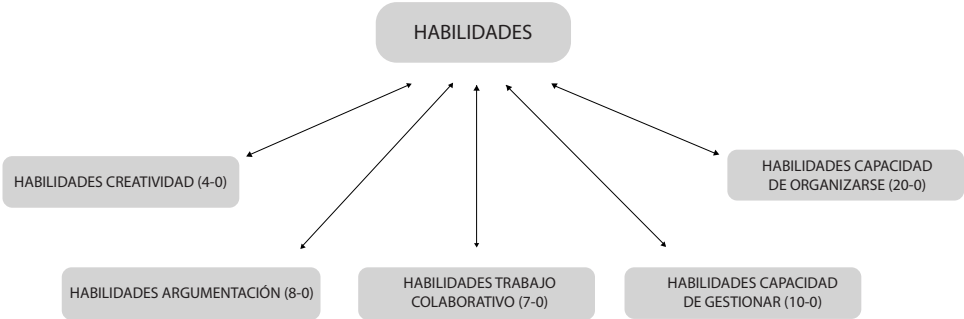 HABILIDADES
HABILIDADES CREATIVIDAD (4-0)
HABILIDADES CAPACIDAD
DE ORGANIZARSE (20-0)
HABILIDADES ARGUMENTACIÓN (8-0)
HABILIDADES TRABAJO
COLABORATIVO (7-0)
HABILIDADES CAPACIDAD
DE GESTIONAR (10-0)